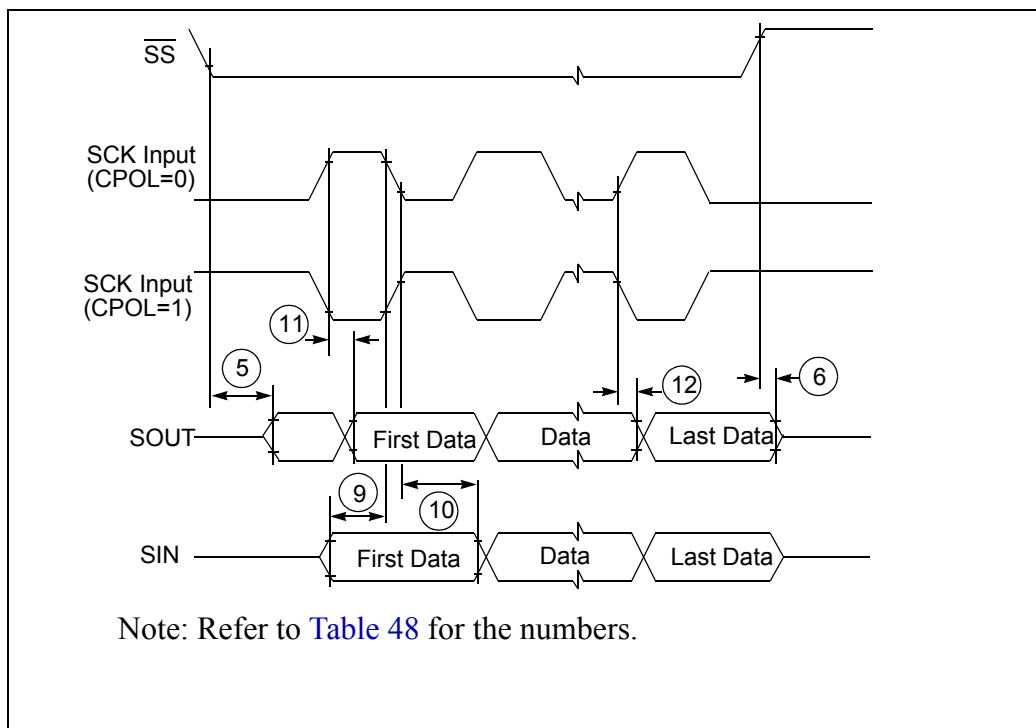 SS
SCK Input
(CPOL=0)
SCK Input
(CPOL=1)
11
5
12
6
SOUT
First Data
Data
Last Data
9
10
SIN
First Data
Data
Last Data
Note: Refer to Table 48 for the numbers.